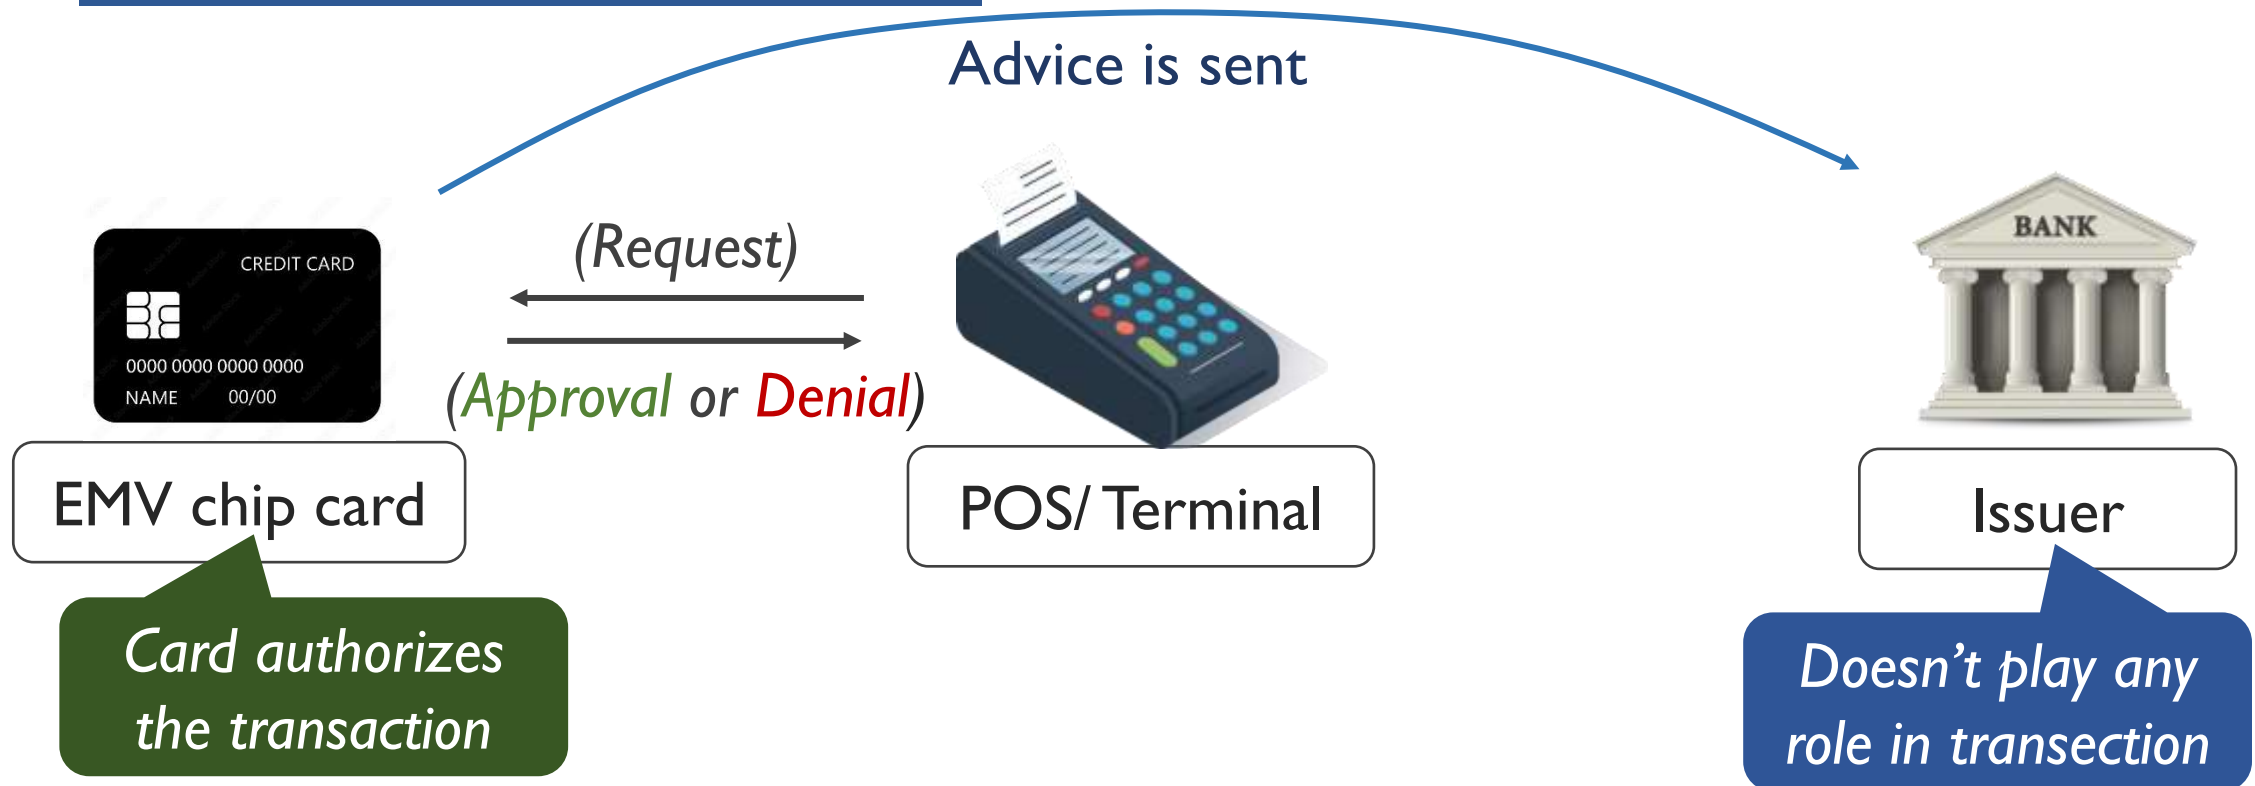 Advice is sent
(Request)
(Approval or Denial)
CREDIT CARD
0000 0000 0000 0000
NAME 00/00
BANK
EMV chip card
POS/ Terminal
Issuer
Card authorizes
the transaction
Doesn’t play any
role in transection